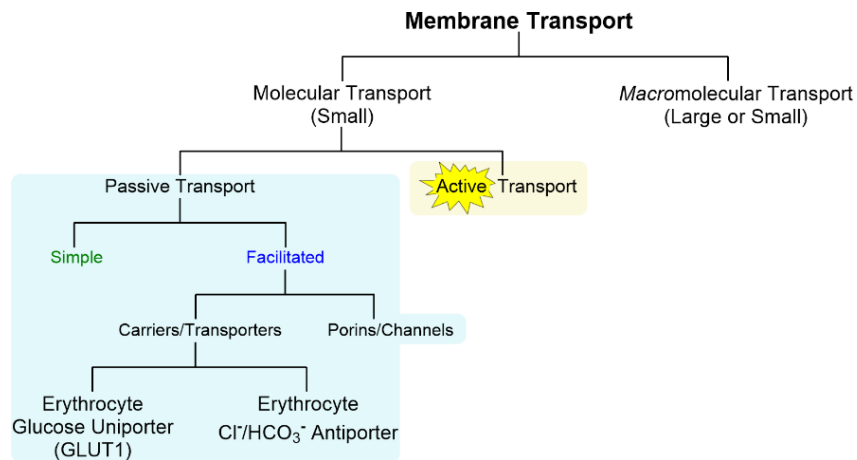 Membrane Transport
Molecular Transport
(Small)
Macromolecular Transport
(Large or Small)
Passive Transport
Active Transport
Simple
Facilitated
Carriers/Transporters
Porins/Channels
Erythrocyte
Glucose Uniporter
(GLUT1)
Erythrocyte
Cl⁻/HCO₃⁻ Antiporter